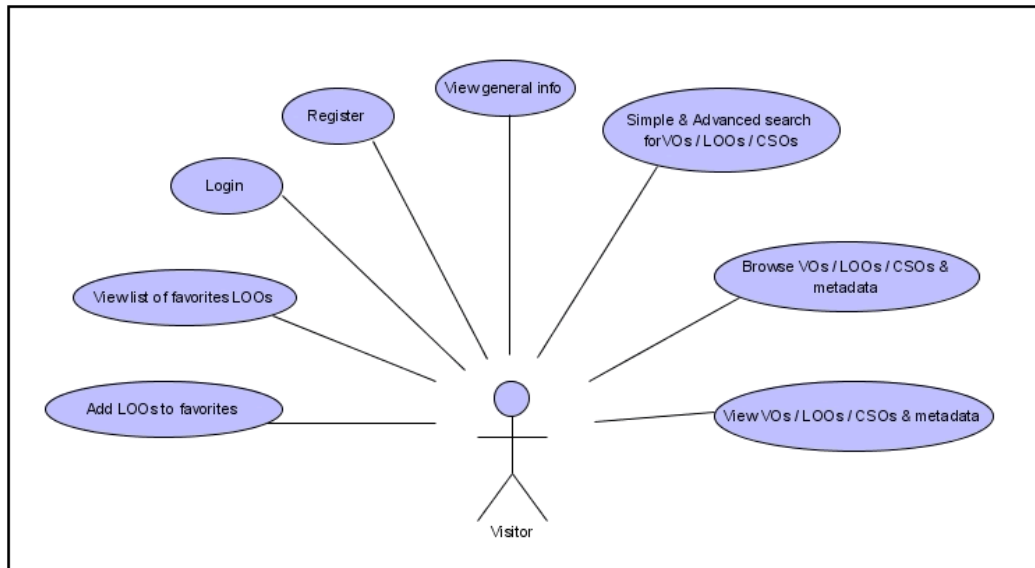 View general info
Register
Simple & Advanced search
for VOs / LOOs / CSOs
Login
Browse VOs / LOOs / CSOs &
metadata
View list of favorites LOOs
Add LOOs to favorites
View VOs / LOOs / CSOs & metadata
Visitor